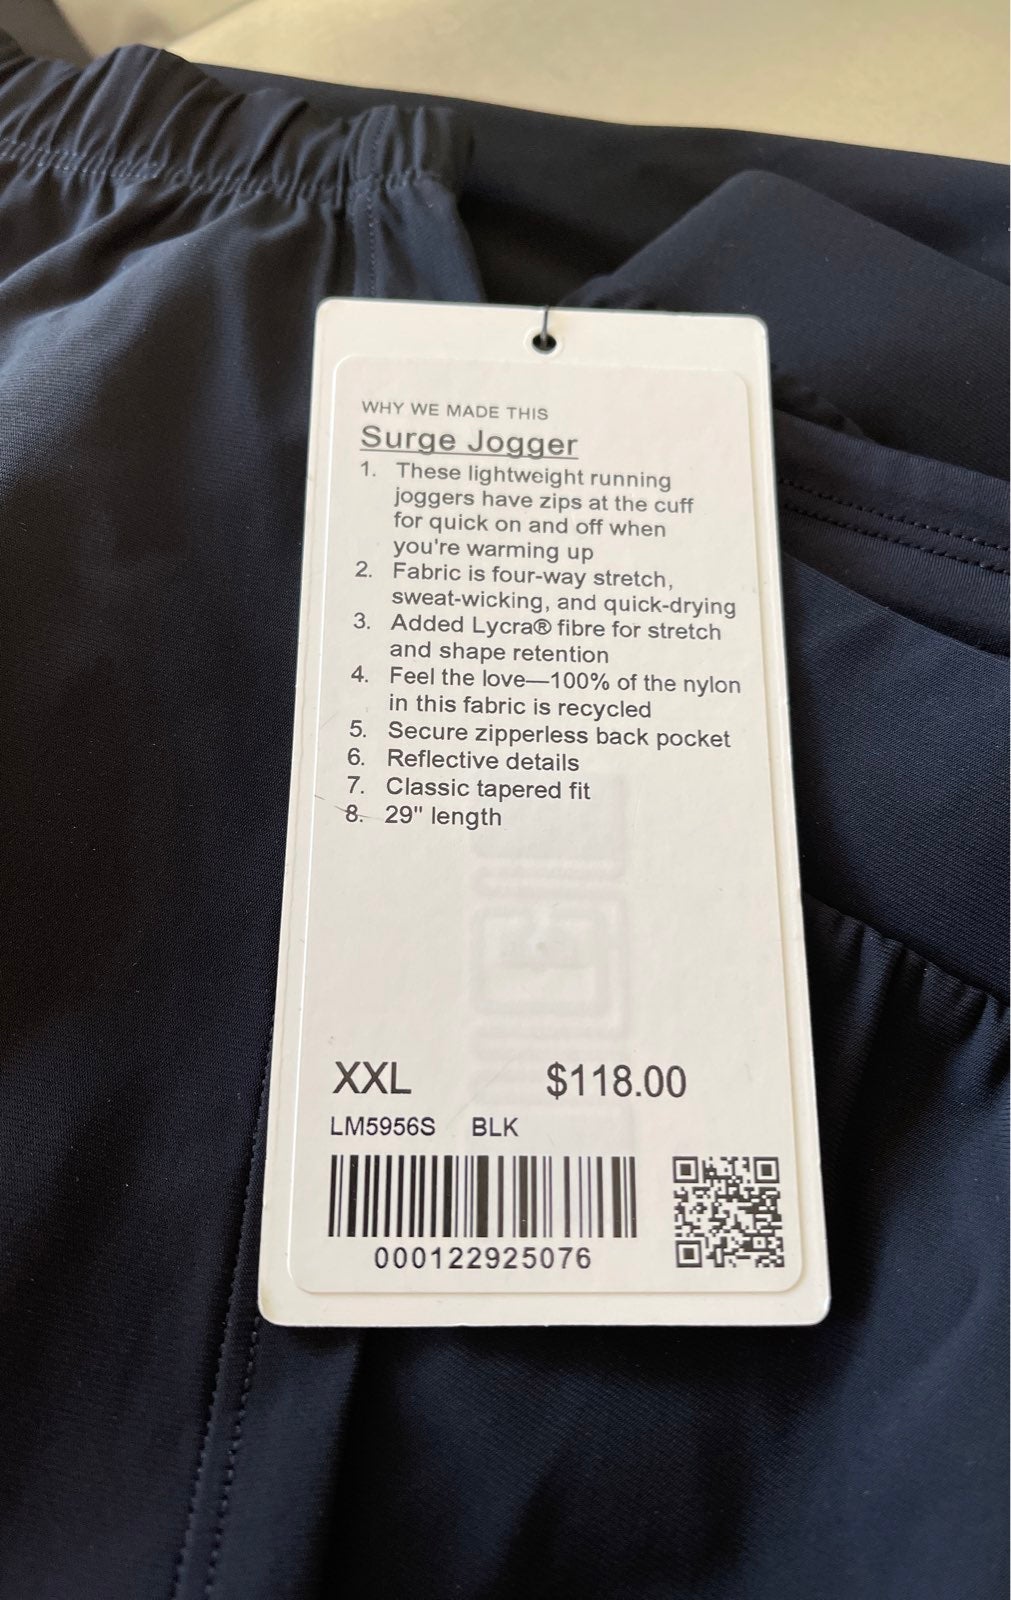 WHY WE MADE THIS
Surge Jogger
1. These lightweight running
joggers have zips at the cuff
for quick on and off when
you're warming up
2. Fabric is four-way stretch,
sweat-wicking, and quick-drying
3. Added Lycra® fibre for stretch
and shape retention
4. Feel the love—100% of the nylon
in this fabric is recycled
5. Secure zipperless back pocket
6. Reflective details
7. Classic tapered fit
8. 29" length
XXL $118.00
LM5956S BLK
000122925076